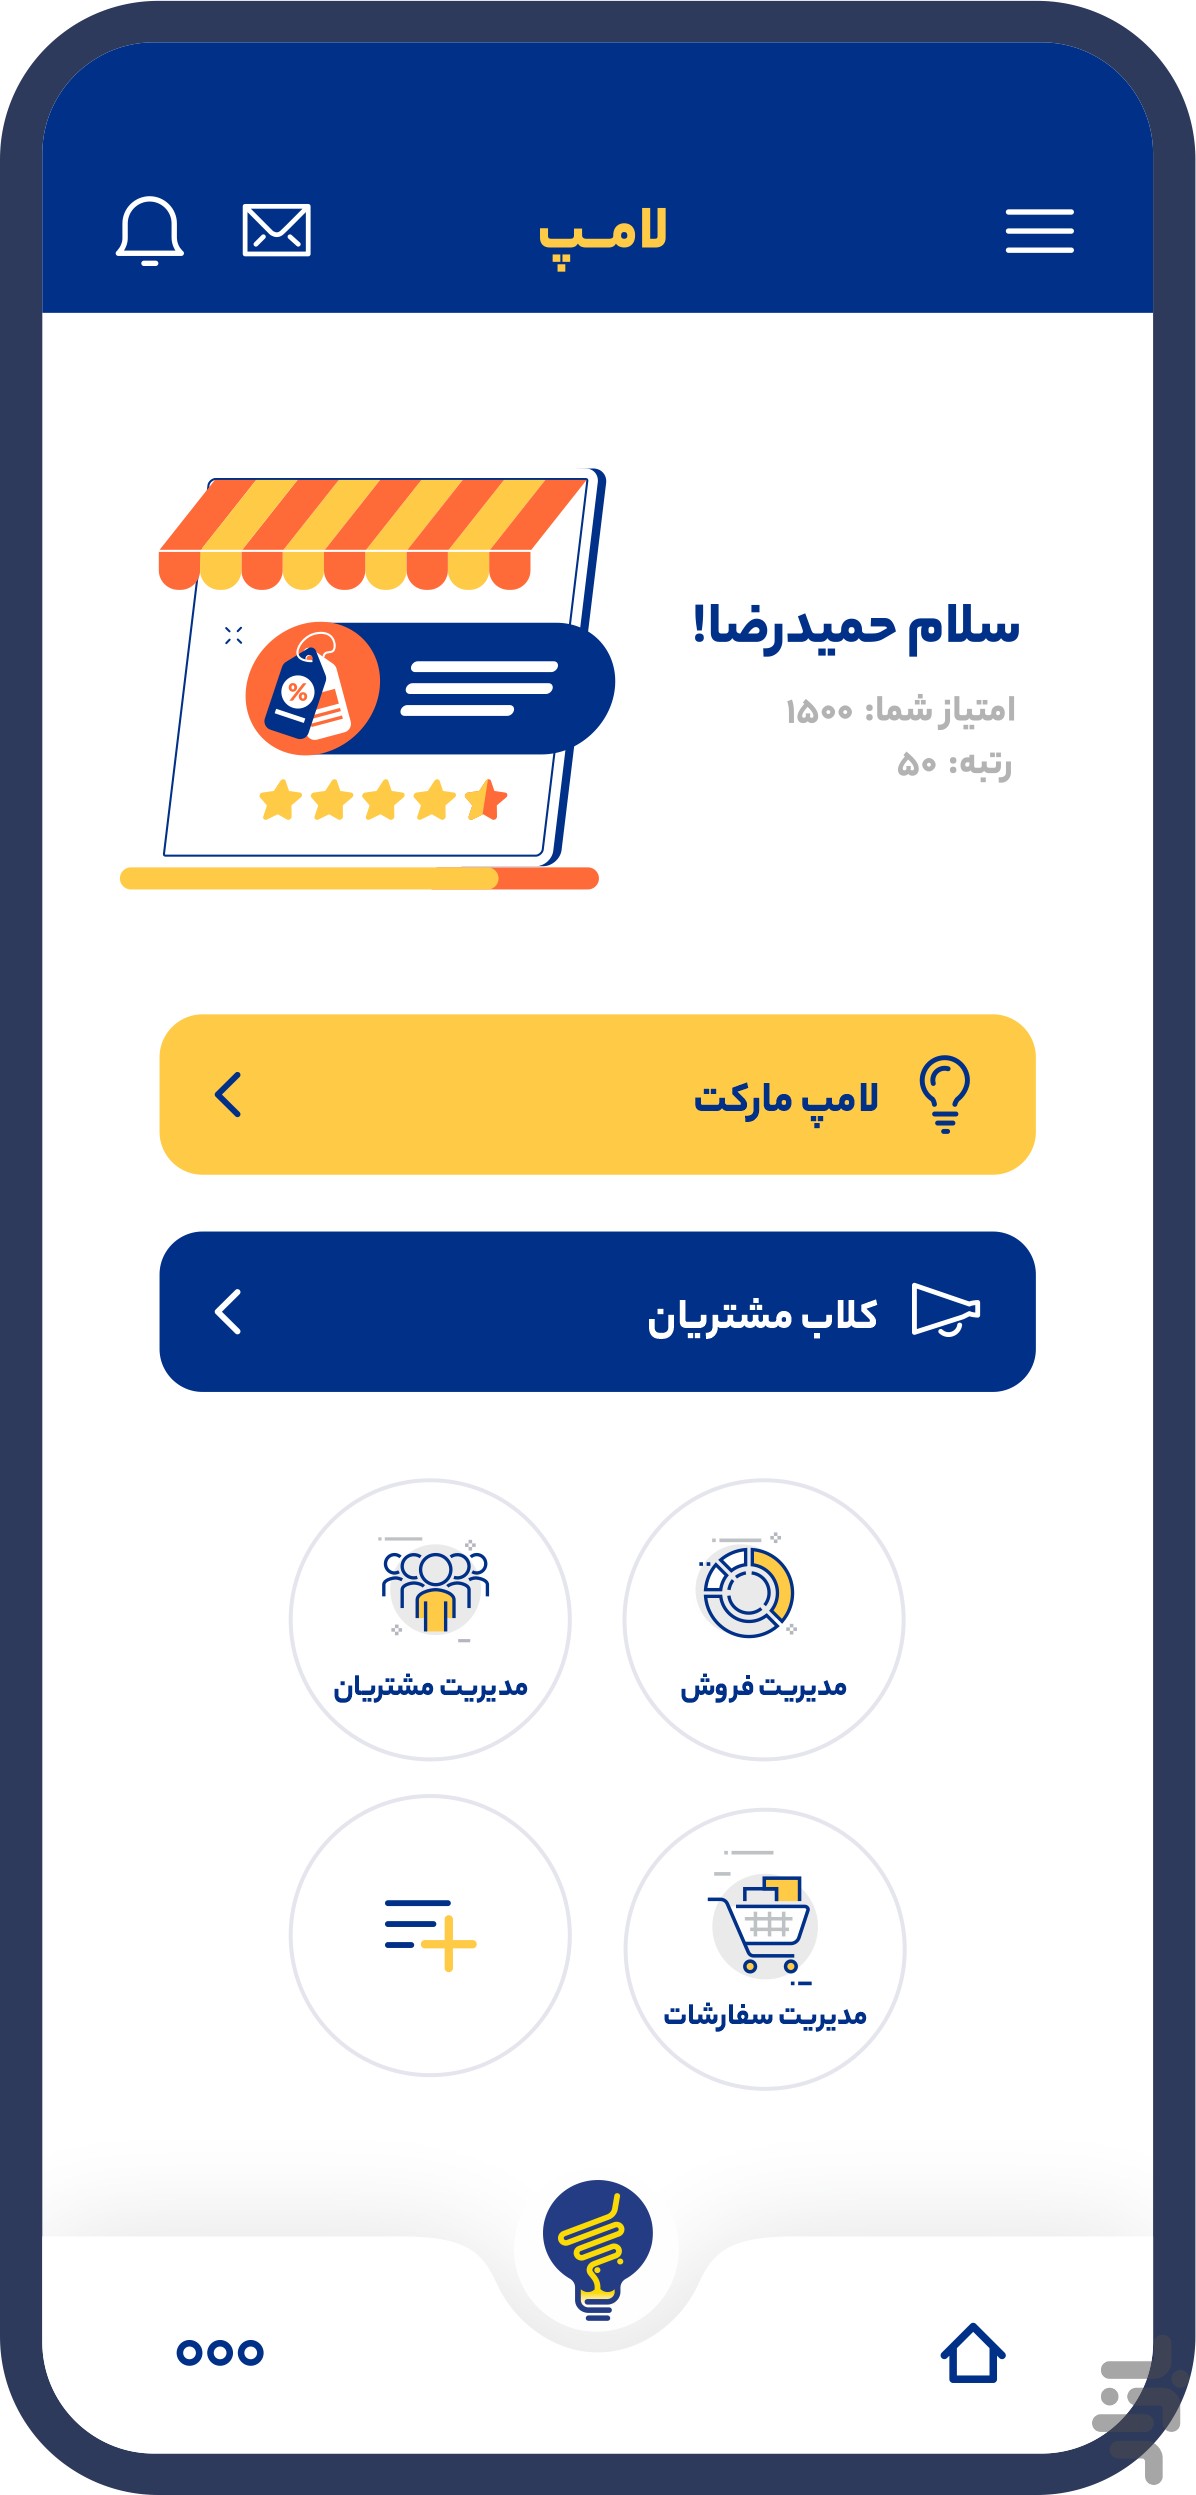 لامپ
سلام حمیدرضا!
امتیاز شما: ۱۵۰۰
رتبه: ۵۰
%
لامپ مارکت
کلاب مشتریان
مدیریت فروش
مدیریت مشتریان
مدیریت سفارشات